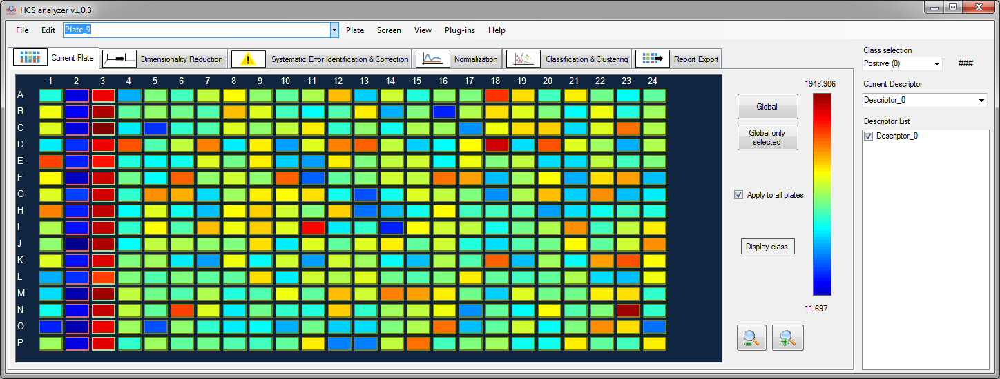 HCS analyzer v1.0.3
File Edit Plate_9 Plate Screen View Plug-ins Help
Current Plate Dimensionality Reduction Systematic Error Identification & Correction Normalization Classification & Clustering Report Export
1 2 3 4 5 6 7 8 9 10 11 12 13 14 15 16 17 18 19 20 21 22 23 24
A
B
C
D
E
F
G
H
I
J
K
L
M
N
O
P
Global
Global only
selected
Apply to all plates
Display class
1948.906
11.697
Class selection
Positive (0) ###
Current Descriptor
Descriptor_0
Descriptor List
Descriptor_0